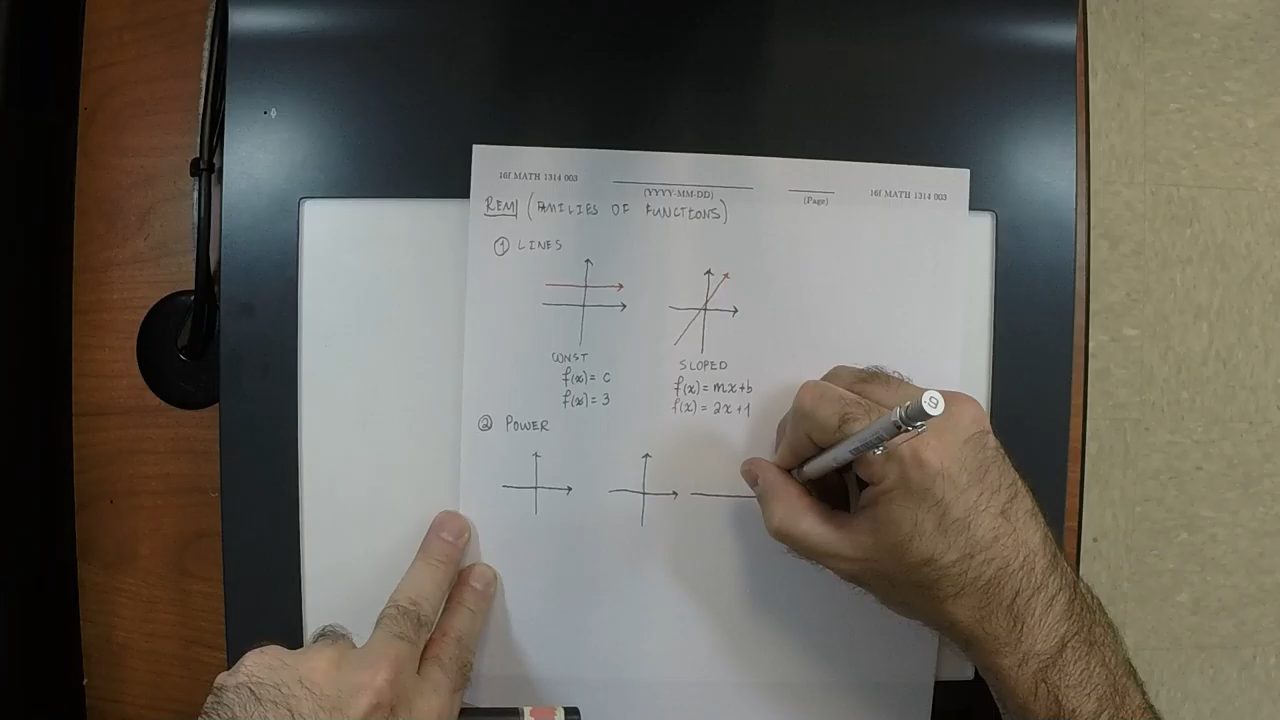 16f MATH 1314 003
(YYYY-MM-DD)
(Page)
16f MATH 1314 003
REM (FAMILIES OF FUNCTIONS)
① LINES
CONST
f(x) = c
f(x) = 3
SLOPED
f(x) = mx+b
f(x) = 2x+1
② POWER